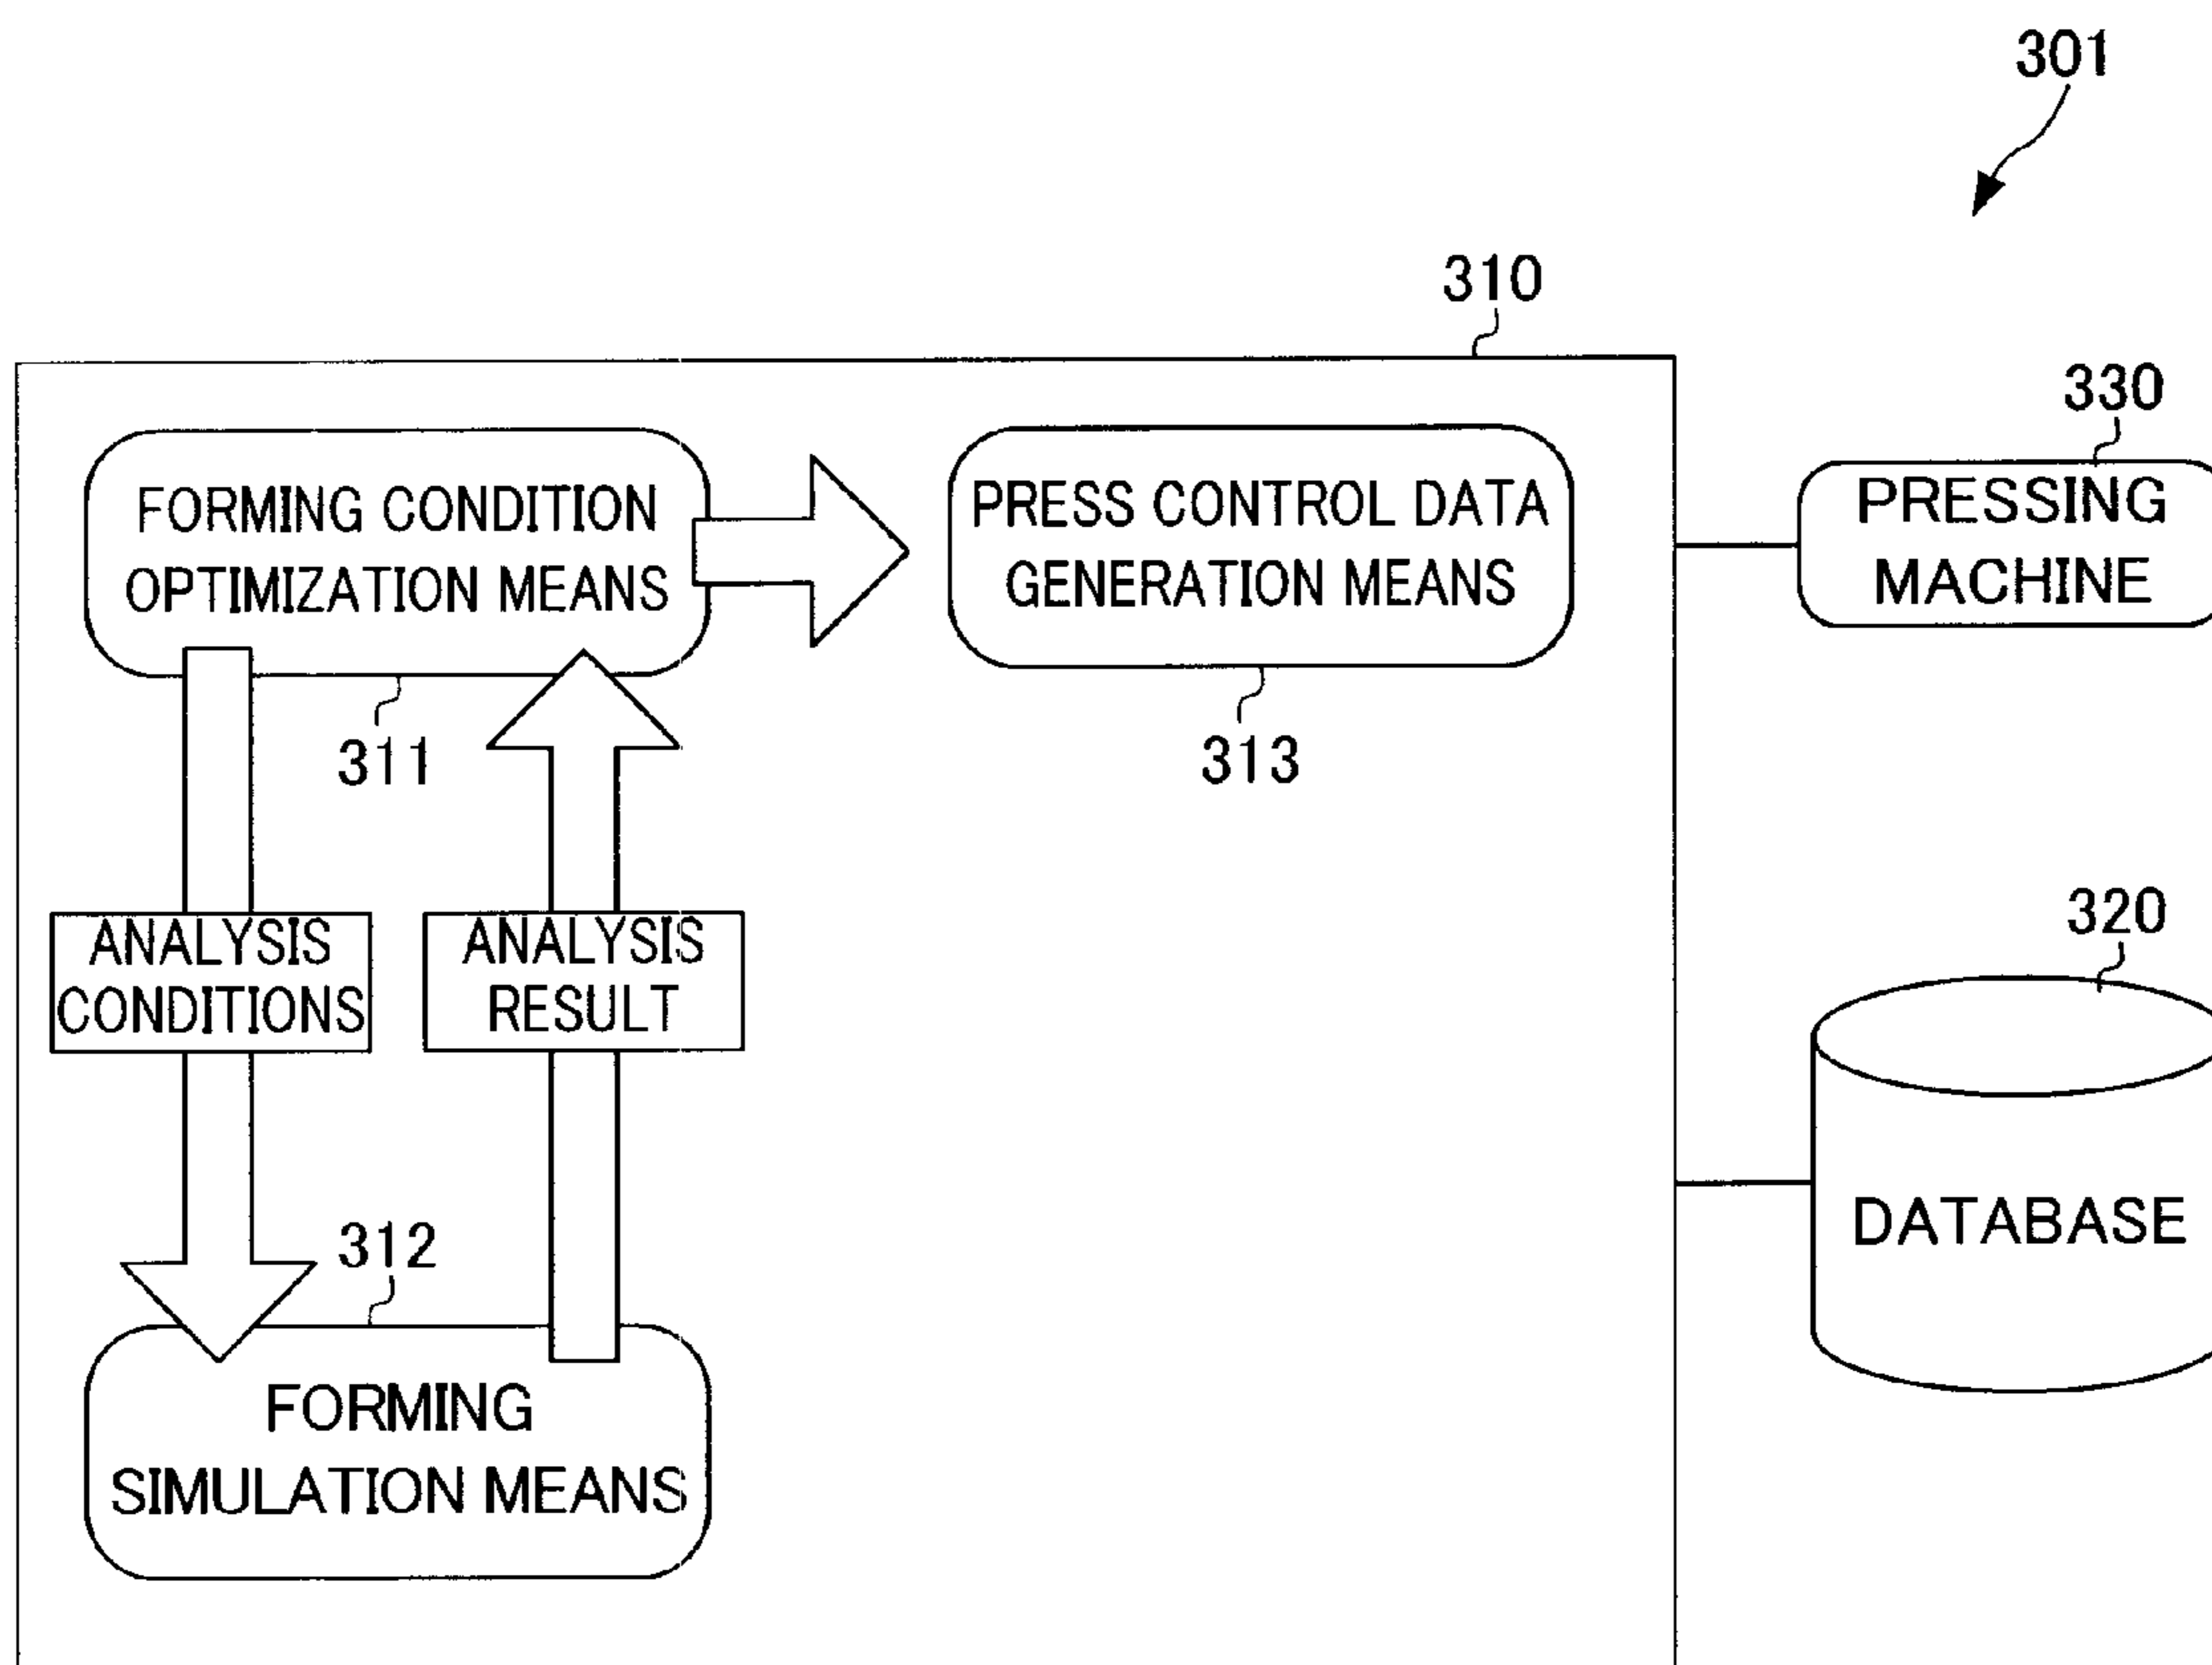 301
310
330
FORMING CONDITION
OPTIMIZATION MEANS
PRESS CONTROL DATA
GENERATION MEANS
PRESSING
MACHINE
311
313
320
ANALYSIS
CONDITIONS
ANALYSIS
RESULT
DATABASE
312
FORMING
SIMULATION MEANS